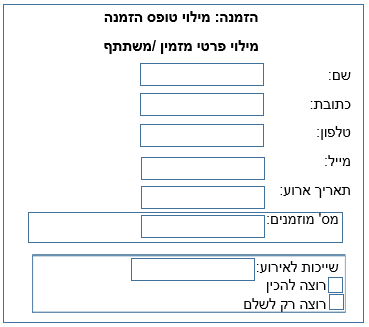 הזמנה: מילוי טופס הזמנה
מילוי פרטי מזמין /משתתף
שם:
כתובת:
טלפון:
מייל:
תאריך ארוע:
מס' מוזמנים:
שייכות לאירוע:
רוצה להכין
רוצה רק לשלם